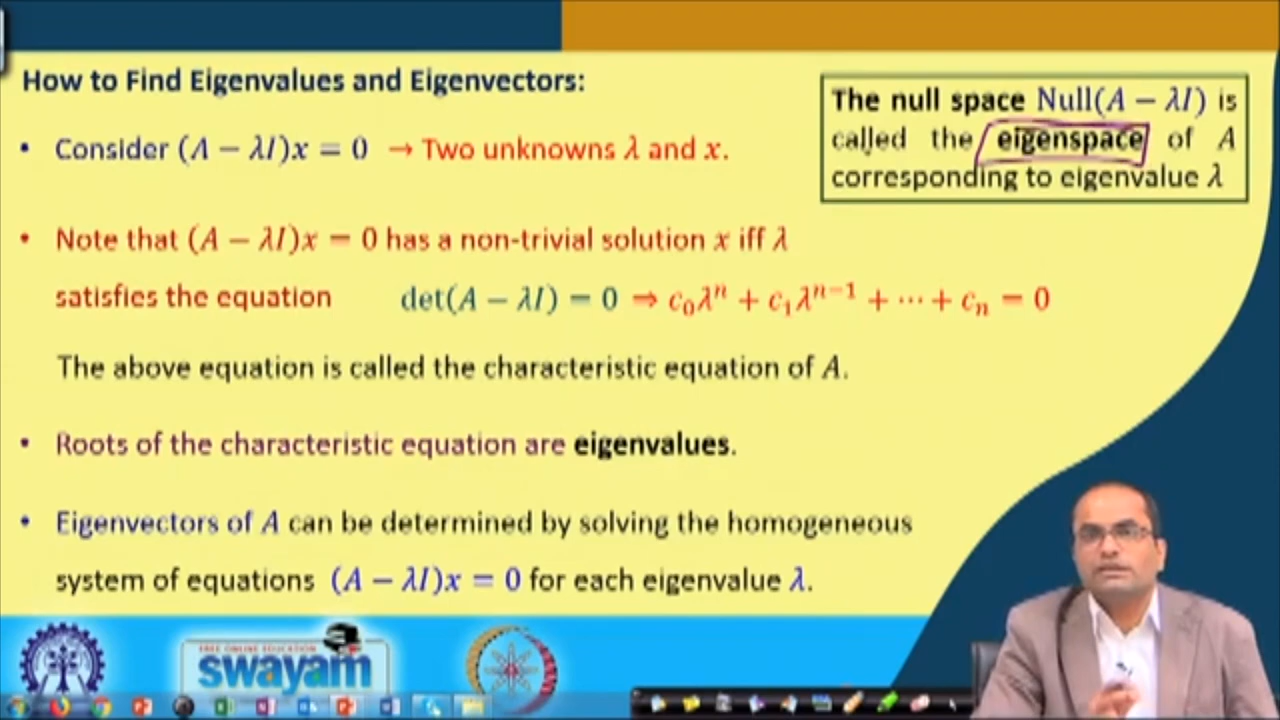 How to Find Eigenvalues and Eigenvectors:
• Consider (A − λI)x = 0 → Two unknowns λ and x.
The null space Null(A − λI) is
called the eigenspace of A
corresponding to eigenvalue λ
• Note that (A − λI)x = 0 has a non-trivial solution x iff λ
satisfies the equation det(A − λI) = 0 ⇒ c₀λⁿ + c₁λⁿ⁻¹ + ⋯ + cₙ = 0
The above equation is called the characteristic equation of A.
• Roots of the characteristic equation are eigenvalues.
• Eigenvectors of A can be determined by solving the homogeneous
system of equations (A − λI)x = 0 for each eigenvalue λ.
FREE ONLINE EDUCATION
swayam